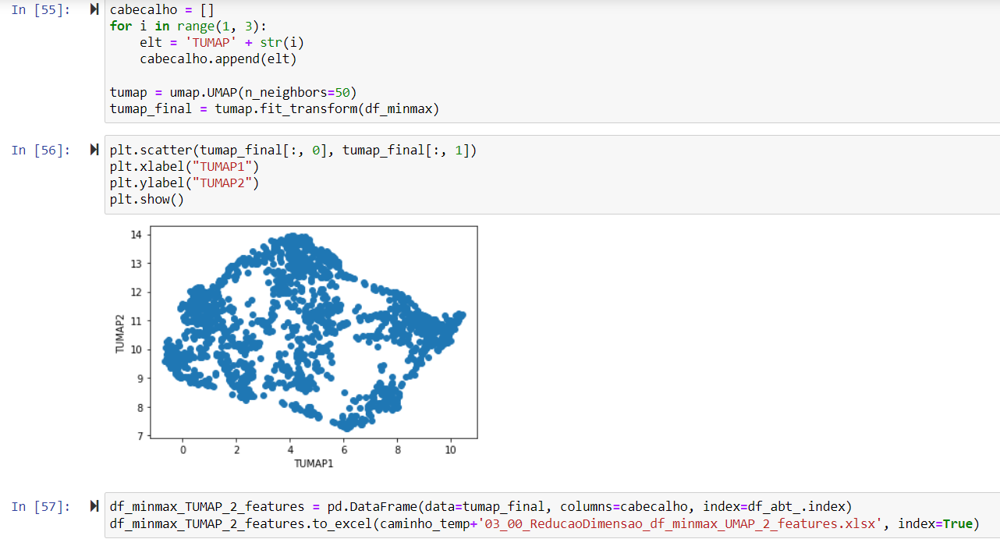 In [55]:
cabecalho = []
for i in range(1, 3):
    elt = 'TUMAP' + str(i)
    cabecalho.append(elt)
tumap = umap.UMAP(n_neighbors=50)
tumap_final = tumap.fit_transform(df_minmax)
In [56]:
plt.scatter(tumap_final[:, 0], tumap_final[:, 1])
plt.xlabel("TUMAP1")
plt.ylabel("TUMAP2")
plt.show()
14
13
12
11
10
9
8
7
TUMAP2
0 2 4 6 8 10
TUMAP1
In [57]:
df_minmax_TUMAP_2_features = pd.DataFrame(data=tumap_final, columns=cabecalho, index=df_abt_.index)
df_minmax_TUMAP_2_features.to_excel(caminho_temp+'03_00_ReducaoDimensao_df_minmax_UMAP_2_features.xlsx', index=True)